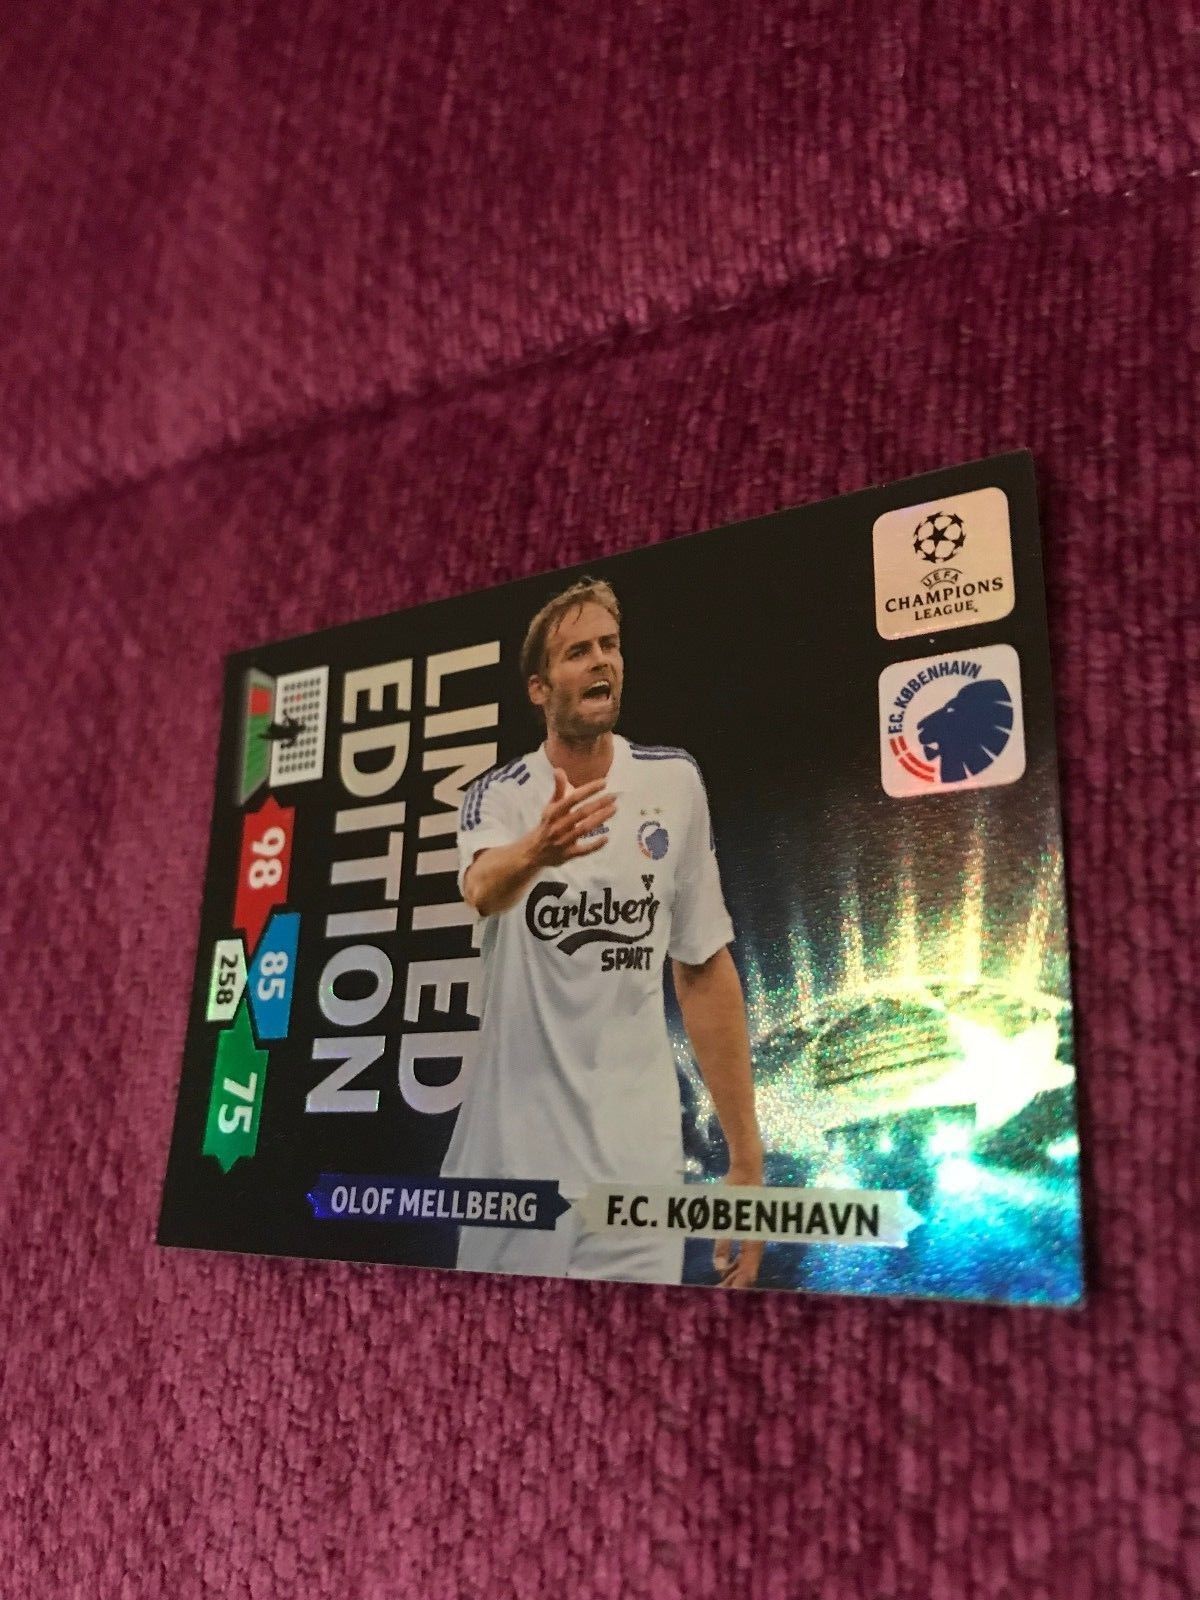 UEFA
CHAMPIONS
LEAGUE
F.C. KØBENHAVN
LIMITED
EDITION
98
85
258
75
Carlsberg
SPORT
OLOF MELLBERG
F.C. KØBENHAVN